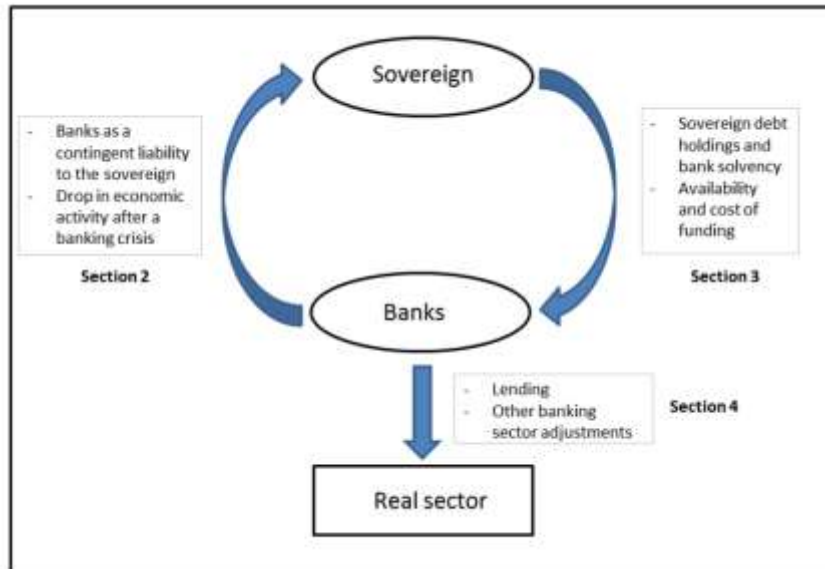 Sovereign
- Banks as a
contingent liability
to the sovereign
- Drop in economic
activity after a
banking crisis
Section 2
- Sovereign debt
holdings and
bank solvency
- Availability
and cost of
funding
Section 3
Banks
- Lending
- Other banking
sector adjustments
Section 4
Real sector